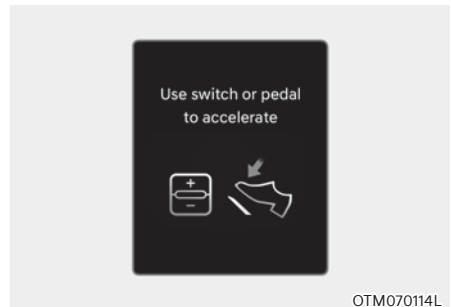 Use switch or pedal
to accelerate
+
-
OTM070114L